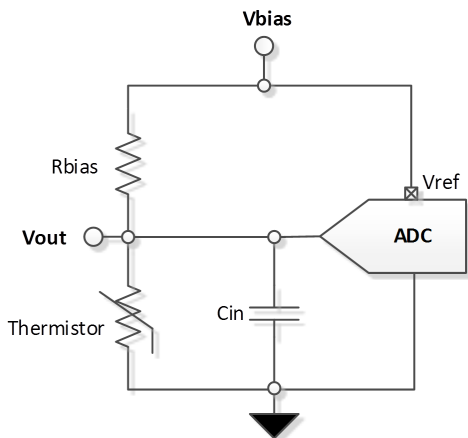 Vbias
Rbias
Vref
Vout
ADC
Cin
Thermistor